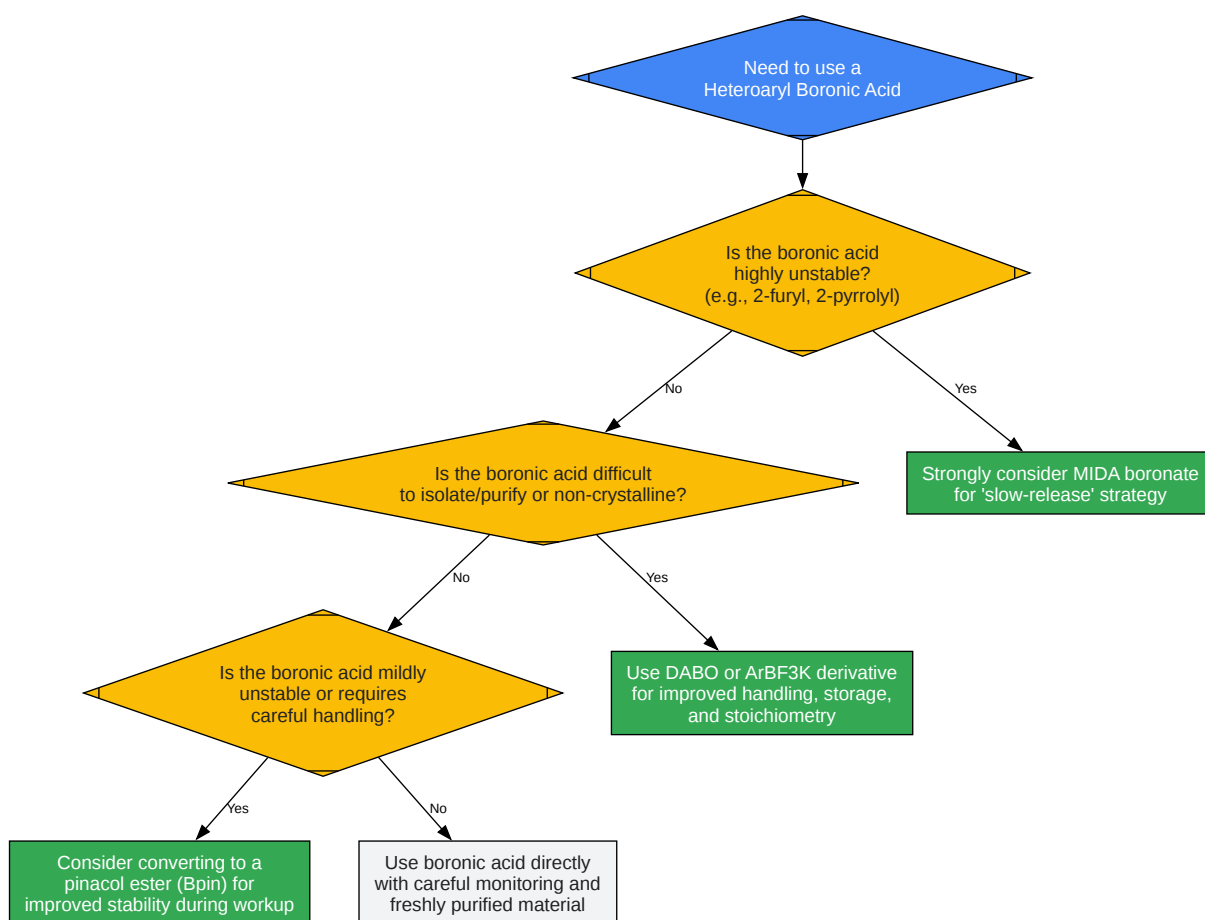 Need to use a
Heteroaryl Boronic Acid
Is the boronic acid
highly unstable?
(e.g., 2-furyl, 2-pyrrolyl)
No
Yes
Is the boronic acid difficult
to isolate/purify or non-crystalline?
Strongly consider MIDA boronate
for 'slow-release' strategy
No
Yes
Is the boronic acid mildly
unstable or requires
careful handling?
Use DABO or ArBF3K derivative
for improved handling, storage,
and stoichiometry
Yes
No
Consider converting to a
pinacol ester (Bpin) for
improved stability during workup
Use boronic acid directly
with careful monitoring and
freshly purified material